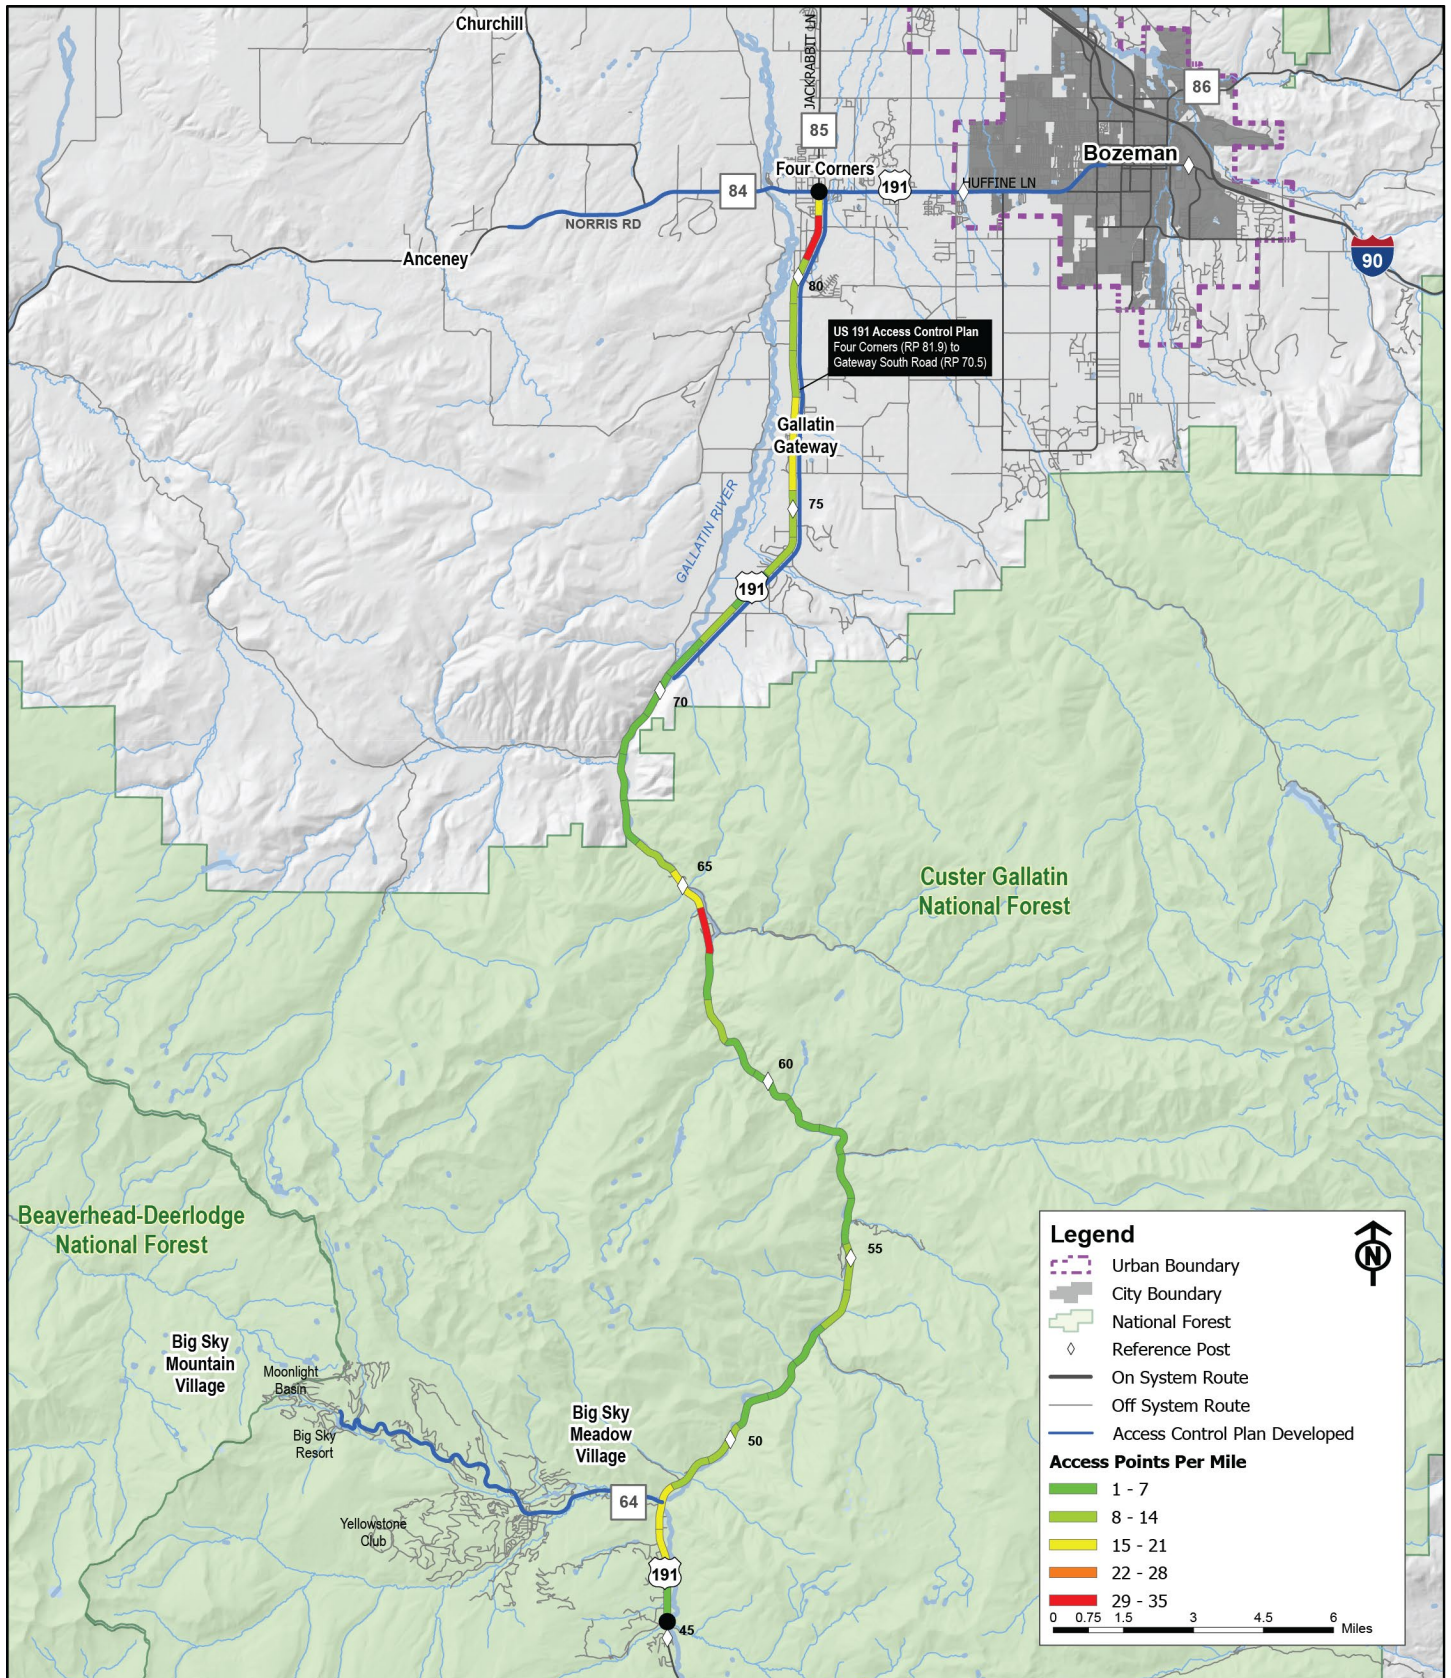 Churchill
JACKRABBIT LN
86
85
Bozeman
Four Corners
84
191
HUFFINE LN
NORRIS RD
Anceney
90
80
US 191 Access Control Plan
Four Corners (RP 81.9) to
Gateway South Road (RP 70.5)
Gallatin
Gateway
75
GALLATIN RIVER
191
70
65
Custer Gallatin
National Forest
60
Beaverhead-Deerlodge
National Forest
55
Big Sky
Mountain
Village
Moonlight
Basin
Big Sky
Resort
Big Sky
Meadow
Village
50
64
Yellowstone
Club
191
45
Legend
N
Urban Boundary
City Boundary
National Forest
Reference Post
On System Route
Off System Route
Access Control Plan Developed
Access Points Per Mile
1 - 7
8 - 14
15 - 21
22 - 28
29 - 35
0 0.75 1.5 3 4.5 6
Miles